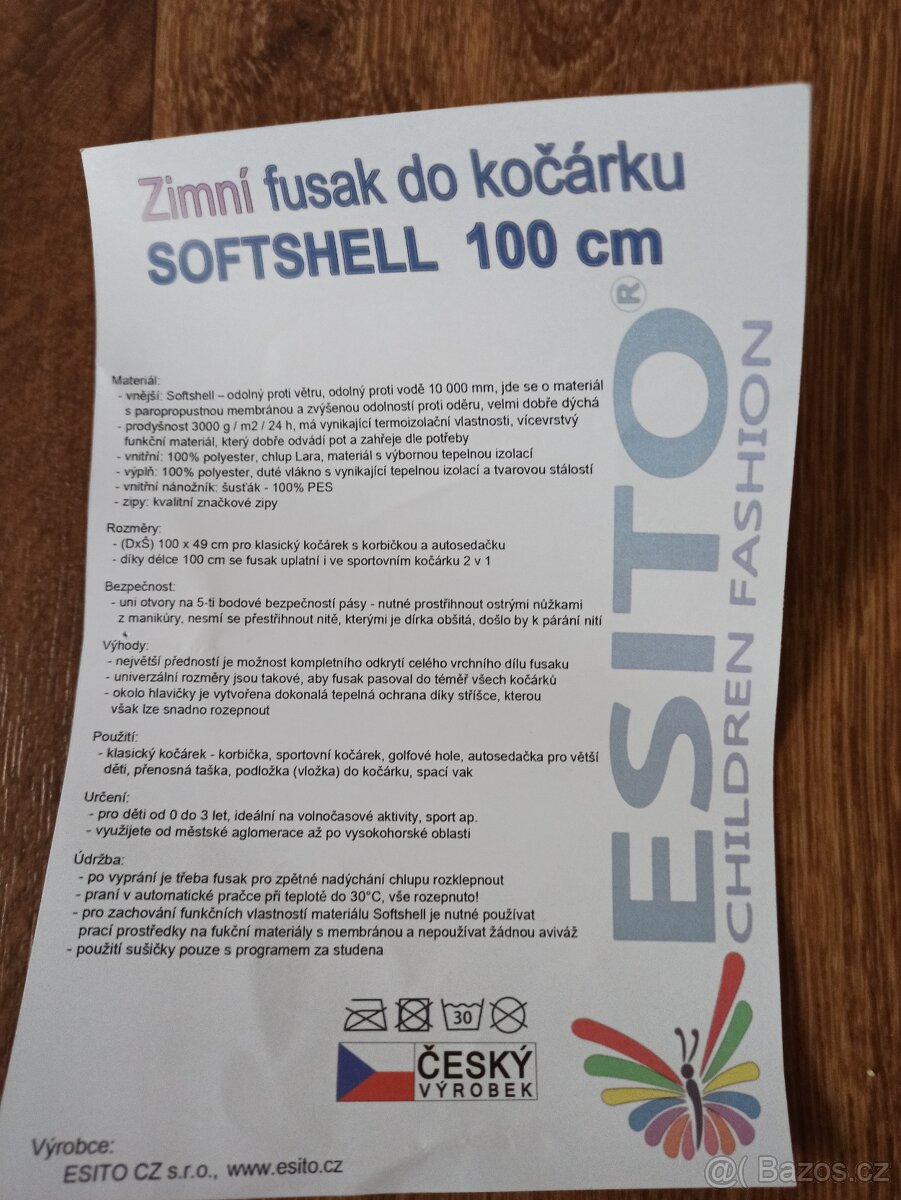 Zimní fusak do kočárku
SOFTSHELL 100 cm
Materiál:
- vnější: Softshell – odolný proti větru, odolný proti vodě 10 000 mm, jde se o materiál
s paropropustnou membránou a zvýšenou odolností proti oděru, velmi dobře dýchá
- prodyšnost 3000 g / m2 / 24 h, má vynikající termoizolační vlastnosti, vícevrstvý
funkční materiál, který dobře odvádí pot a zahřeje dle potřeby
- vnitřní: 100% polyester, chlup Lara, materiál s výbornou tepelnou izolací
- výplň: 100% polyester, duté vlákno s vynikající tepelnou izolací a tvarovou stálostí
- vnitřní nánožník: šusťák - 100% PES
- zipy: kvalitní značkové zipy
Rozměry:
- (DxŠ) 100 x 49 cm pro klasický kočárek s korbičkou a autosedačku
- díky délce 100 cm se fusak uplatní i ve sportovním kočárku 2 v 1
Bezpečnost:
- uni otvory na 5-ti bodové bezpečností pásy - nutné prostřihnout ostrými nůžkami
z manikúry, nesmí se přestřihnout nitě, kterými je dírka obšitá, došlo by k párání nití
Výhody:
- největší předností je možnost kompletního odkrytí celého vrchního dílu fusaku
- univerzální rozměry jsou takové, aby fusak pasoval do téměř všech kočárků
- okolo hlavičky je vytvořena dokonalá tepelná ochrana díky stříšce, kterou
však lze snadno rozepnout
Použití:
- klasický kočárek - korbička, sportovní kočárek, golfové hole, autosedačka pro větší
děti, přenosná taška, podložka (vložka) do kočárku, spací vak
Určení:
- pro děti od 0 do 3 let, ideální na volnočasové aktivity, sport ap.
- využijete od městské aglomerace až po vysokohorské oblasti
Údržba:
- po vyprání je třeba fusak pro zpětné nadýchání chlupu rozklepnout
- praní v automatické pračce při teplotě do 30°C, vše rozepnuto!
- pro zachování funkčních vlastností materiálu Softshell je nutné používat
prací prostředky na fukční materiály s membránou a nepoužívat žádnou aviváž
- použití sušičky pouze s programem za studena
30
ČESKÝ
VÝROBEK
Výrobce:
ESITO CZ s.r.o., www.esito.cz
ESITO®
CHILDREN FASHION
@( Bazos.cz